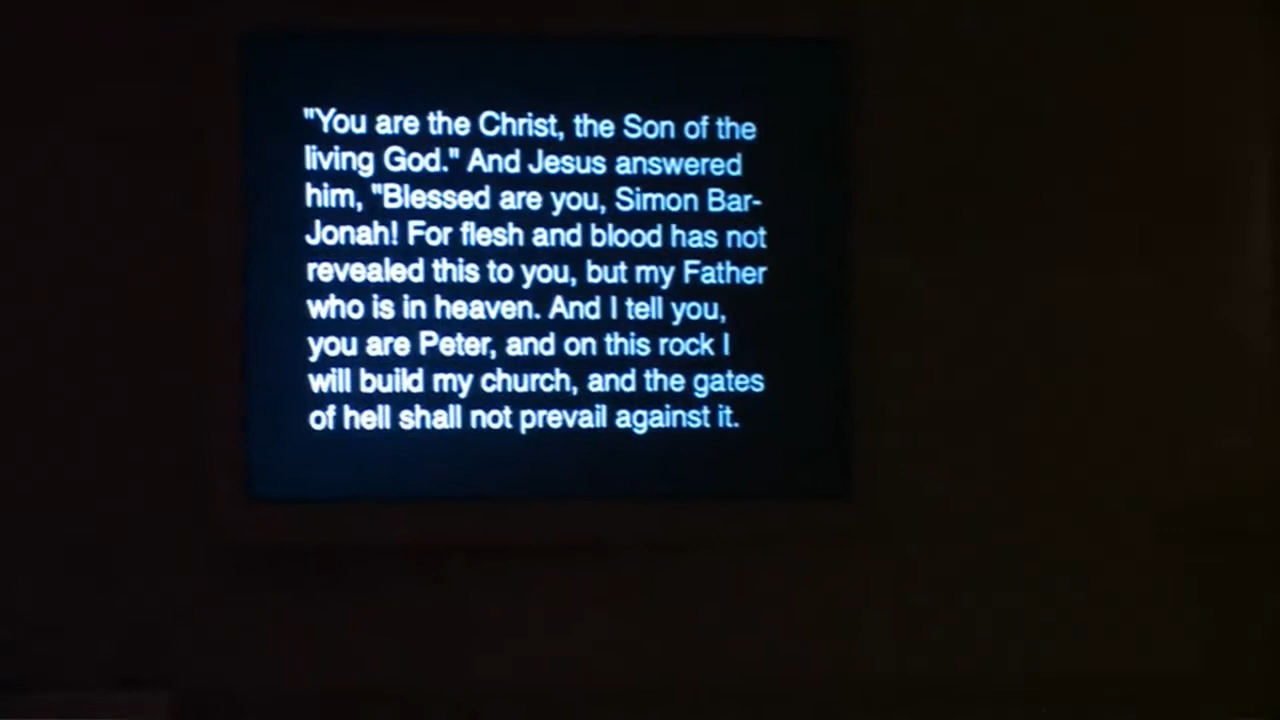 "You are the Christ, the Son of the
living God." And Jesus answered
him, "Blessed are you, Simon Bar-
Jonah! For flesh and blood has not
revealed this to you, but my Father
who is in heaven. And I tell you,
you are Peter, and on this rock I
will build my church, and the gates
of hell shall not prevail against it.